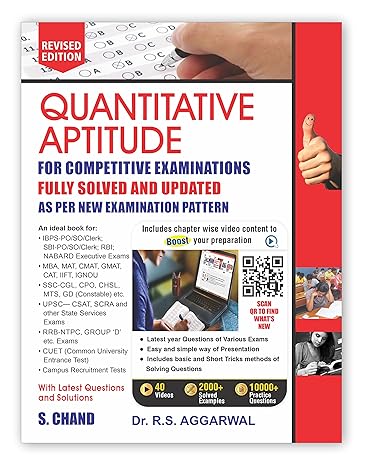 REVISED
EDITION
QUANTITATIVE
APTITUDE
FOR COMPETITIVE EXAMINATIONS
FULLY SOLVED AND UPDATED
AS PER NEW EXAMINATION PATTERN
An ideal book for:
• IBPS-PO/SO/Clerk;
SBI-PO/SO/Clerk; RBI;
NABARD Executive Exams
• MBA, MAT, CMAT, GMAT,
CAT, IIFT, IGNOU
• SSC-CGL, CPO, CHSL,
MTS, GD (Constable) etc.
• UPSC— CSAT, SCRA and
other State Services
Exams
• RRB-NTPC, GROUP 'D'
etc. Exams
• CUET (Common University
Entrance Test)
• Campus Recruitment Tests
With Latest Questions
and Solutions
Includes chapter wise video content to
Boost your preparation
SCAN
QR TO FIND
WHAT'S
NEW
• Latest year Questions of Various Exams
• Easy and simple way of Presentation
• Includes basic and Short Tricks methods of
Solving Questions
40
Videos
2000+
Solved
Examples
10000+
Practice
Questions
S. CHAND
Dr. R.S. AGGARWAL